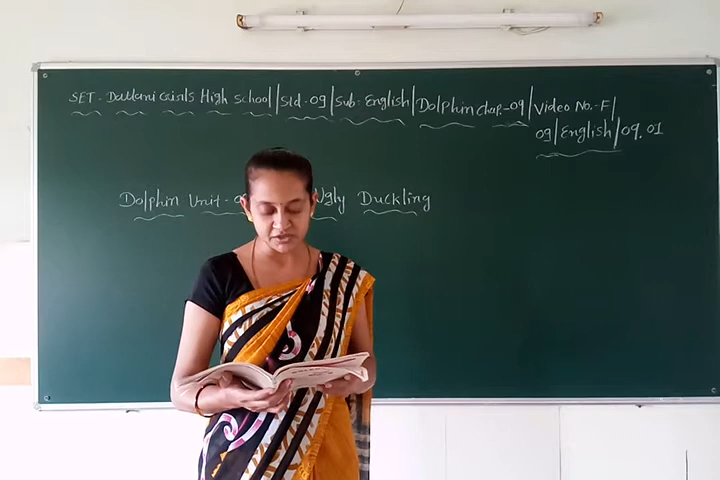 SET - Dallani Girls High School | Std - 09 | Sub - English | Dolphin Chap. - 09 | Video No. - F |
09 | English | 09.01
Dolphin Unit - Ugly Duckling